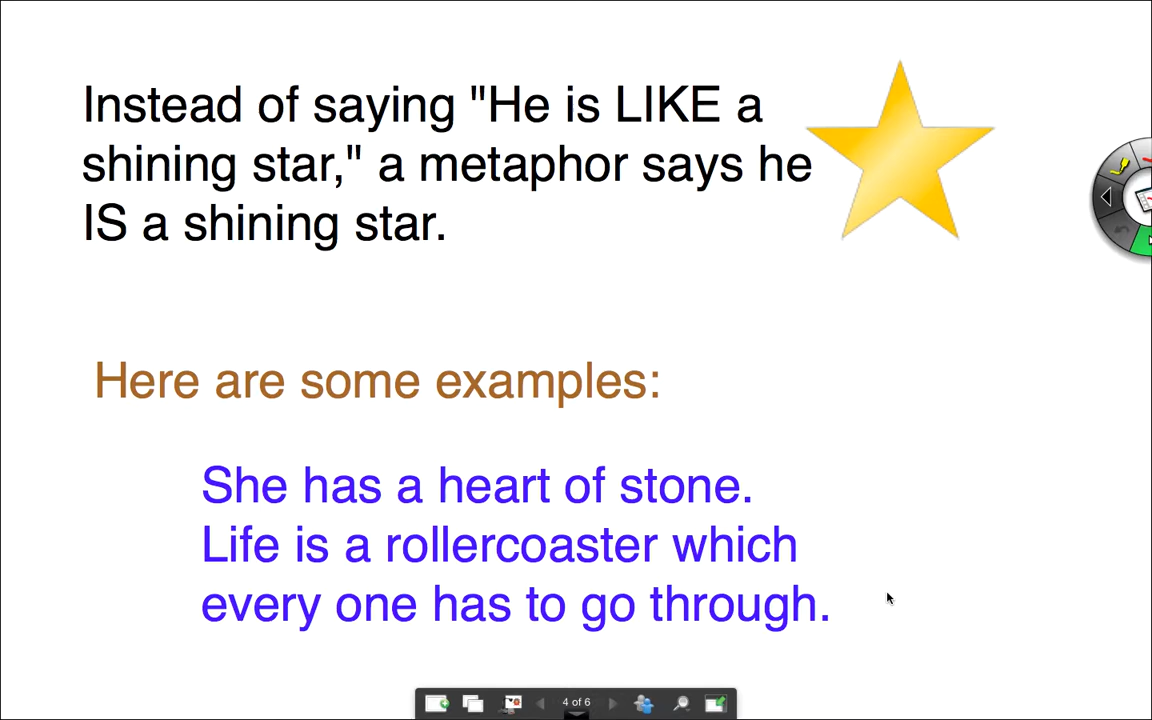 Instead of saying "He is LIKE a
shining star," a metaphor says he
IS a shining star.
Here are some examples:
She has a heart of stone.
Life is a rollercoaster which
every one has to go through.
4 of 6